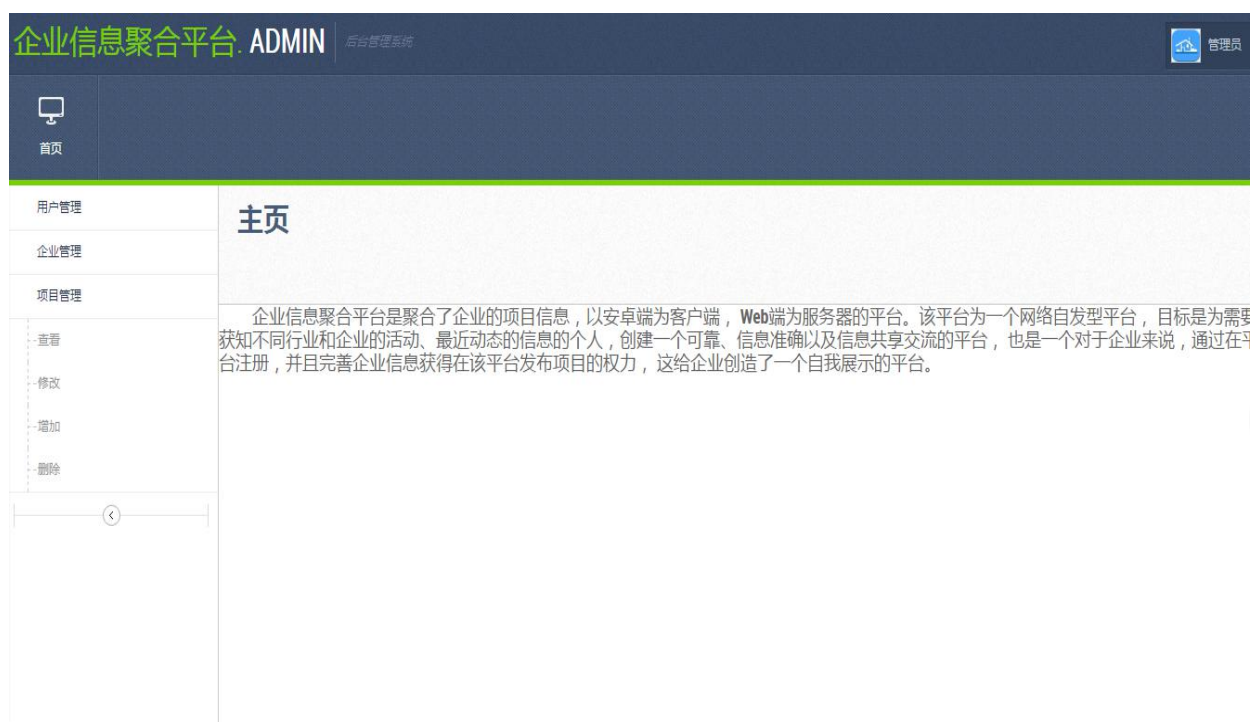 企业信息聚合平台. ADMIN
后台管理系统
管理员
首页
用户管理
企业管理
项目管理
查看
修改
增加
删除
主页
企业信息聚合平台是聚合了企业的项目信息，以安卓端为客户端，Web端为服务器的平台。该平台为一个网络自发型平台，目标是为需要
获知不同行业和企业的活动、最近动态的信息的个人，创建一个可靠、信息准确以及信息共享交流的平台，也是一个对于企业来说，通过在平
台注册，并且完善企业信息获得在该平台发布项目的权力，这给企业创造了一个自我展示的平台。